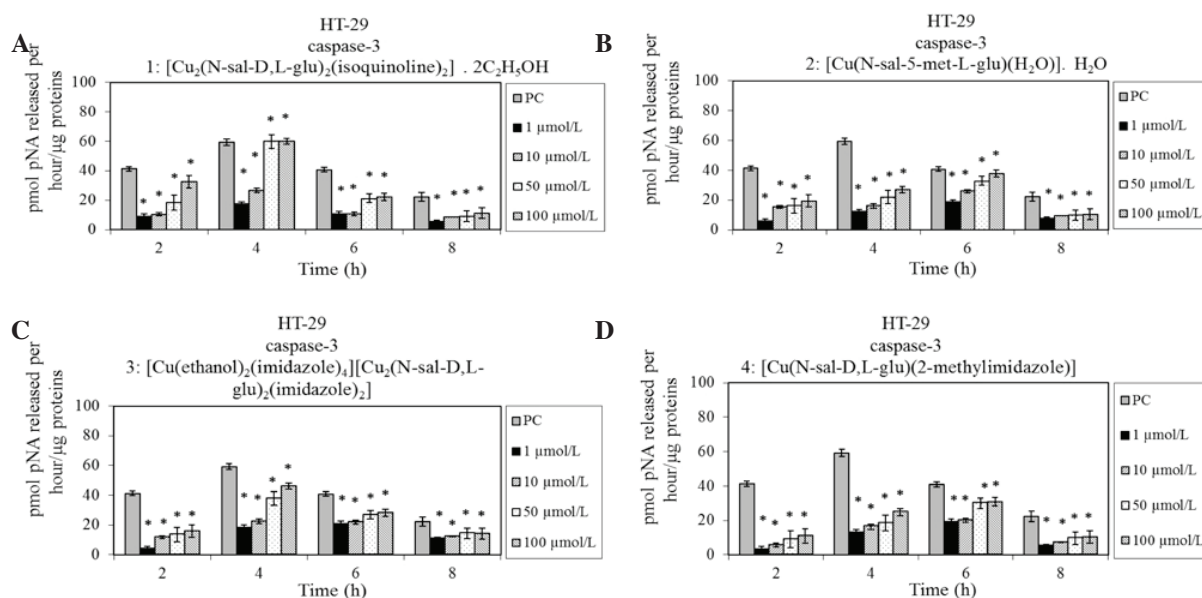 A
HT-29
caspase-3
1: [Cu₂(N-sal-D,L-glu)₂(isoquinoline)₂] . 2C₂H₅OH
pmol pNA released per
hour/µg proteins
100
80
60
40
20
0
* * * *
* * * *
* * * *
* * * *
2 4 6 8
Time (h)
PC
1 µmol/L
10 µmol/L
50 µmol/L
100 µmol/L
B
HT-29
caspase-3
2: [Cu(N-sal-5-met-L-glu)(H₂O)]. H₂O
pmol pNA released per
hour/µg proteins
100
80
60
40
20
0
* * * *
* * * *
* * * *
* * * *
2 4 6 8
Time (h)
PC
1 µmol/L
10 µmol/L
50 µmol/L
100 µmol/L
C
HT-29
caspase-3
3: [Cu(ethanol)₂(imidazole)₄][Cu₂(N-sal-D,L-
glu)₂(imidazole)₂]
pmol pNA released per
hour/µg proteins
100
80
60
40
20
0
* * * *
* * * *
* * * *
* * * *
2 4 6 8
Time (h)
PC
1 µmol/L
10 µmol/L
50 µmol/L
100 µmol/L
D
HT-29
caspase-3
4: [Cu(N-sal-D,L-glu)(2-methylimidazole)]
pmol pNA released per
hour/µg proteins
100
80
60
40
20
0
* * * *
* * * *
* * * *
* * * *
2 4 6 8
Time (h)
PC
1 µmol/L
10 µmol/L
50 µmol/L
100 µmol/L